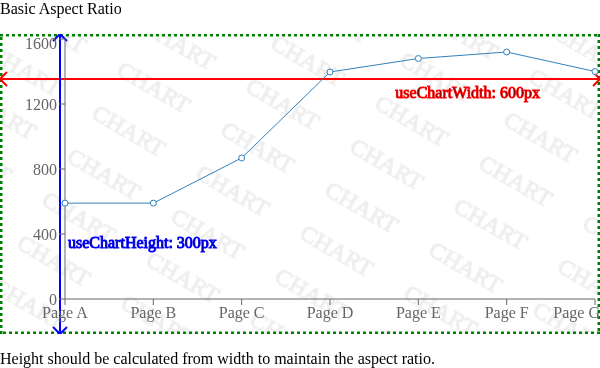 Basic Aspect Ratio
1600
1200
useChartWidth: 600px
800
400
useChartHeight: 300px
0
Page A Page B Page C Page D Page E Page F Page G
Height should be calculated from width to maintain the aspect ratio.
CHART